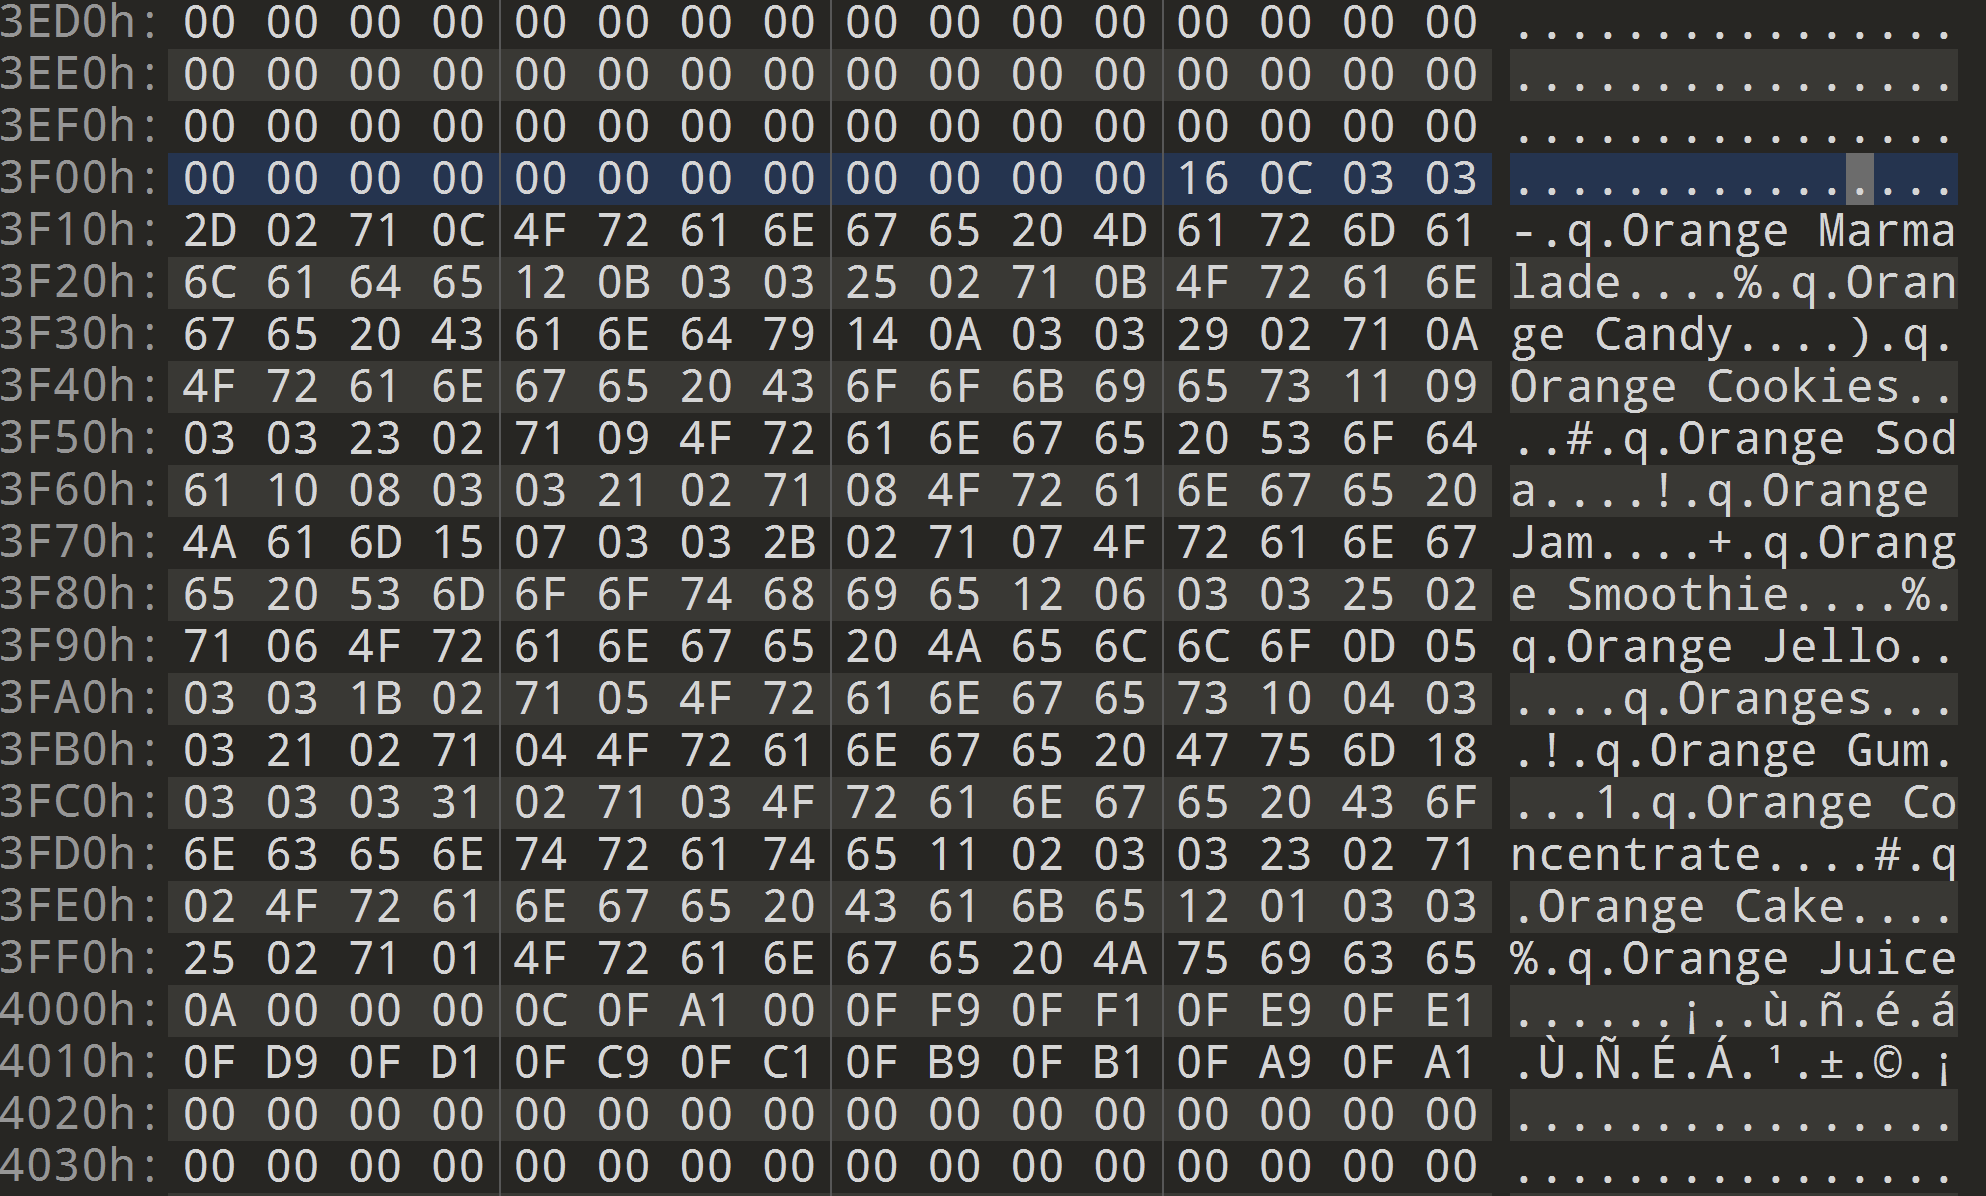 3ED0h: 00 00 00 00 00 00 00 00 00 00 00 00 00 00 00 00 ................
3EE0h: 00 00 00 00 00 00 00 00 00 00 00 00 00 00 00 00 ................
3EF0h: 00 00 00 00 00 00 00 00 00 00 00 00 00 00 00 00 ................
3F00h: 00 00 00 00 00 00 00 00 00 00 00 00 16 0C 03 03 ................
3F10h: 2D 02 71 0C 4F 72 61 6E 67 65 20 4D 61 72 6D 61 -.q.Orange Marma
3F20h: 6C 61 64 65 12 0B 03 03 25 02 71 0B 4F 72 61 6E lade....%.q.Oran
3F30h: 67 65 20 43 61 6E 64 79 14 0A 03 03 29 02 71 0A ge Candy....).q.
3F40h: 4F 72 61 6E 67 65 20 43 6F 6F 6B 69 65 73 11 09 Orange Cookies..
3F50h: 03 03 23 02 71 09 4F 72 61 6E 67 65 20 53 6F 64 ..#.q.Orange Sod
3F60h: 61 10 08 03 03 21 02 71 08 4F 72 61 6E 67 65 20 a....!.q.Orange
3F70h: 4A 61 6D 15 07 03 03 2B 02 71 07 4F 72 61 6E 67 Jam....+.q.Orang
3F80h: 65 20 53 6D 6F 6F 74 68 69 65 12 06 03 03 25 02 e Smoothie....%.
3F90h: 71 06 4F 72 61 6E 67 65 20 4A 65 6C 6C 6F 0D 05 q.Orange Jello..
3FA0h: 03 03 1B 02 71 05 4F 72 61 6E 67 65 73 10 04 03 ....q.Oranges...
3FB0h: 03 21 02 71 04 4F 72 61 6E 67 65 20 47 75 6D 18 .!.q.Orange Gum.
3FC0h: 03 03 03 31 02 71 03 4F 72 61 6E 67 65 20 43 6F ...1.q.Orange Co
3FD0h: 6E 63 65 6E 74 72 61 74 65 11 02 03 03 23 02 71 ncentrate....#.q
3FE0h: 02 4F 72 61 6E 67 65 20 43 61 6B 65 12 01 03 03 .Orange Cake....
3FF0h: 25 02 71 01 4F 72 61 6E 67 65 20 4A 75 69 63 65 %.q.Orange Juice
4000h: 0A 00 00 00 0C 0F A1 00 0F F9 0F F1 0F E9 0F E1 ......¡..ù.ñ.é.á
4010h: 0F D9 0F D1 0F C9 0F C1 0F B9 0F B1 0F A9 0F A1 .Ù.Ñ.É.Á.¹.±.©.¡
4020h: 00 00 00 00 00 00 00 00 00 00 00 00 00 00 00 00 ................
4030h: 00 00 00 00 00 00 00 00 00 00 00 00 00 00 00 00 ................